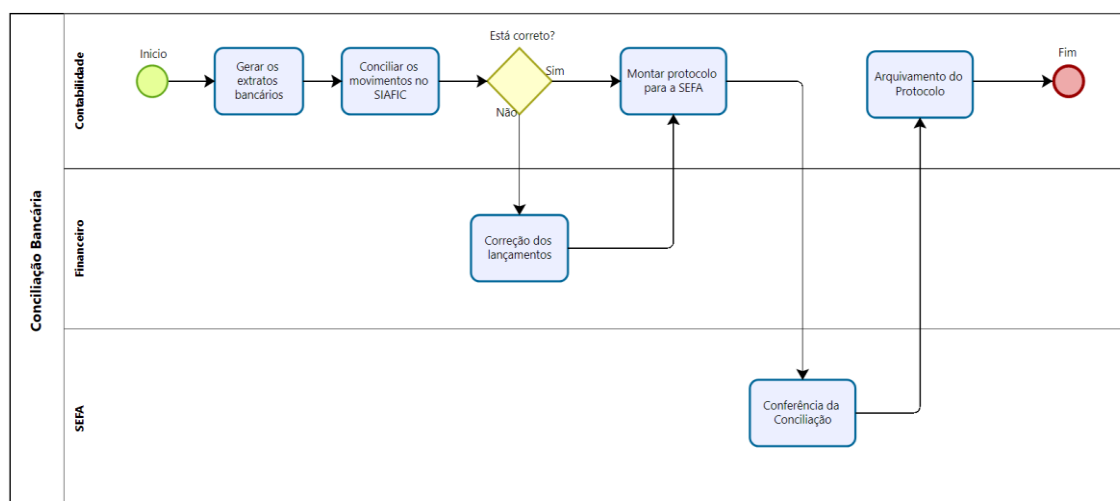 Conciliação Bancária
Contabilidade
Inicio
Gerar os
extratos
bancários
Conciliar os
movimentos no
SIAFIC
Está correto?
Sim
Não
Montar protocolo
para a SEFA
Arquivamento do
Protocolo
Fim
Financeiro
Correção dos
lançamentos
SEFA
Conferência da
Conciliação